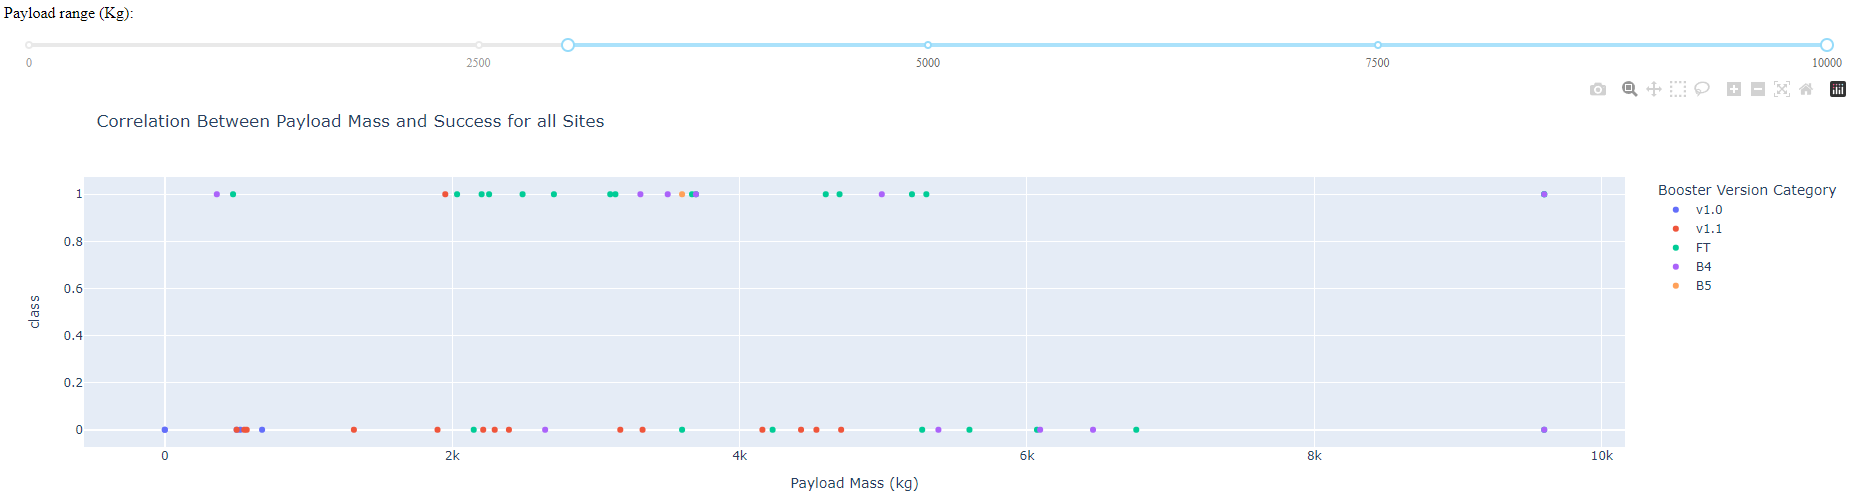 Payload range (Kg):
0 2500 5000 7500 10000
Correlation Between Payload Mass and Success for all Sites
Booster Version Category
v1.0
v1.1
FT
B4
B5
class
1
0.8
0.6
0.4
0.2
0
0 2k 4k 6k 8k 10k
Payload Mass (kg)